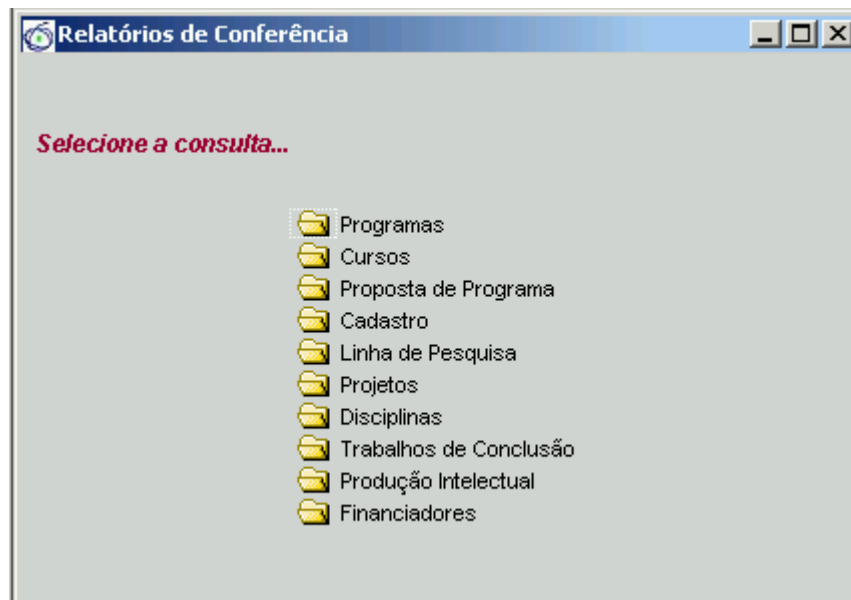 Relatórios de Conferência
Selecione a consulta...
Programas
Cursos
Proposta de Programa
Cadastro
Linha de Pesquisa
Projetos
Disciplinas
Trabalhos de Conclusão
Produção Intelectual
Financiadores